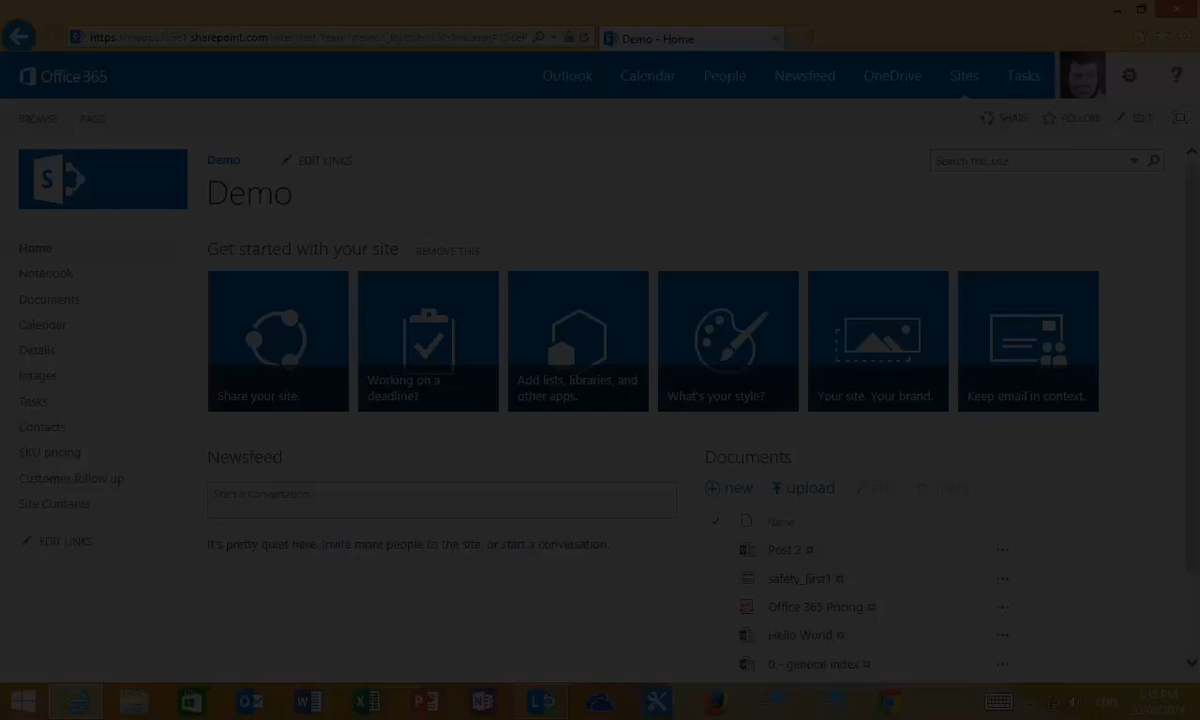 Demo - Home
Office 365
Outlook Calendar People Newsfeed OneDrive Sites Tasks ?
BROWSE PAGE
SHARE FOLLOW EDIT
Demo EDIT LINKS
Search this site
Demo
Get started with your site REMOVE THIS
Share your site.
Working on a
deadline?
Add lists, libraries, and
other apps.
What's your style?
Your site. Your brand.
Keep email in context.
Home
Notebook
Documents
Calendar
Details
Images
Tasks
Contacts
SKU pricing
Customer follow up
Site Contents
EDIT LINKS
Newsfeed
Start a conversation
It's pretty quiet here. Invite more people to the site, or start a conversation.
Documents
new upload
Name
Post 2
safety_first1
Office 365 Pricing
Hello World
0 - general index